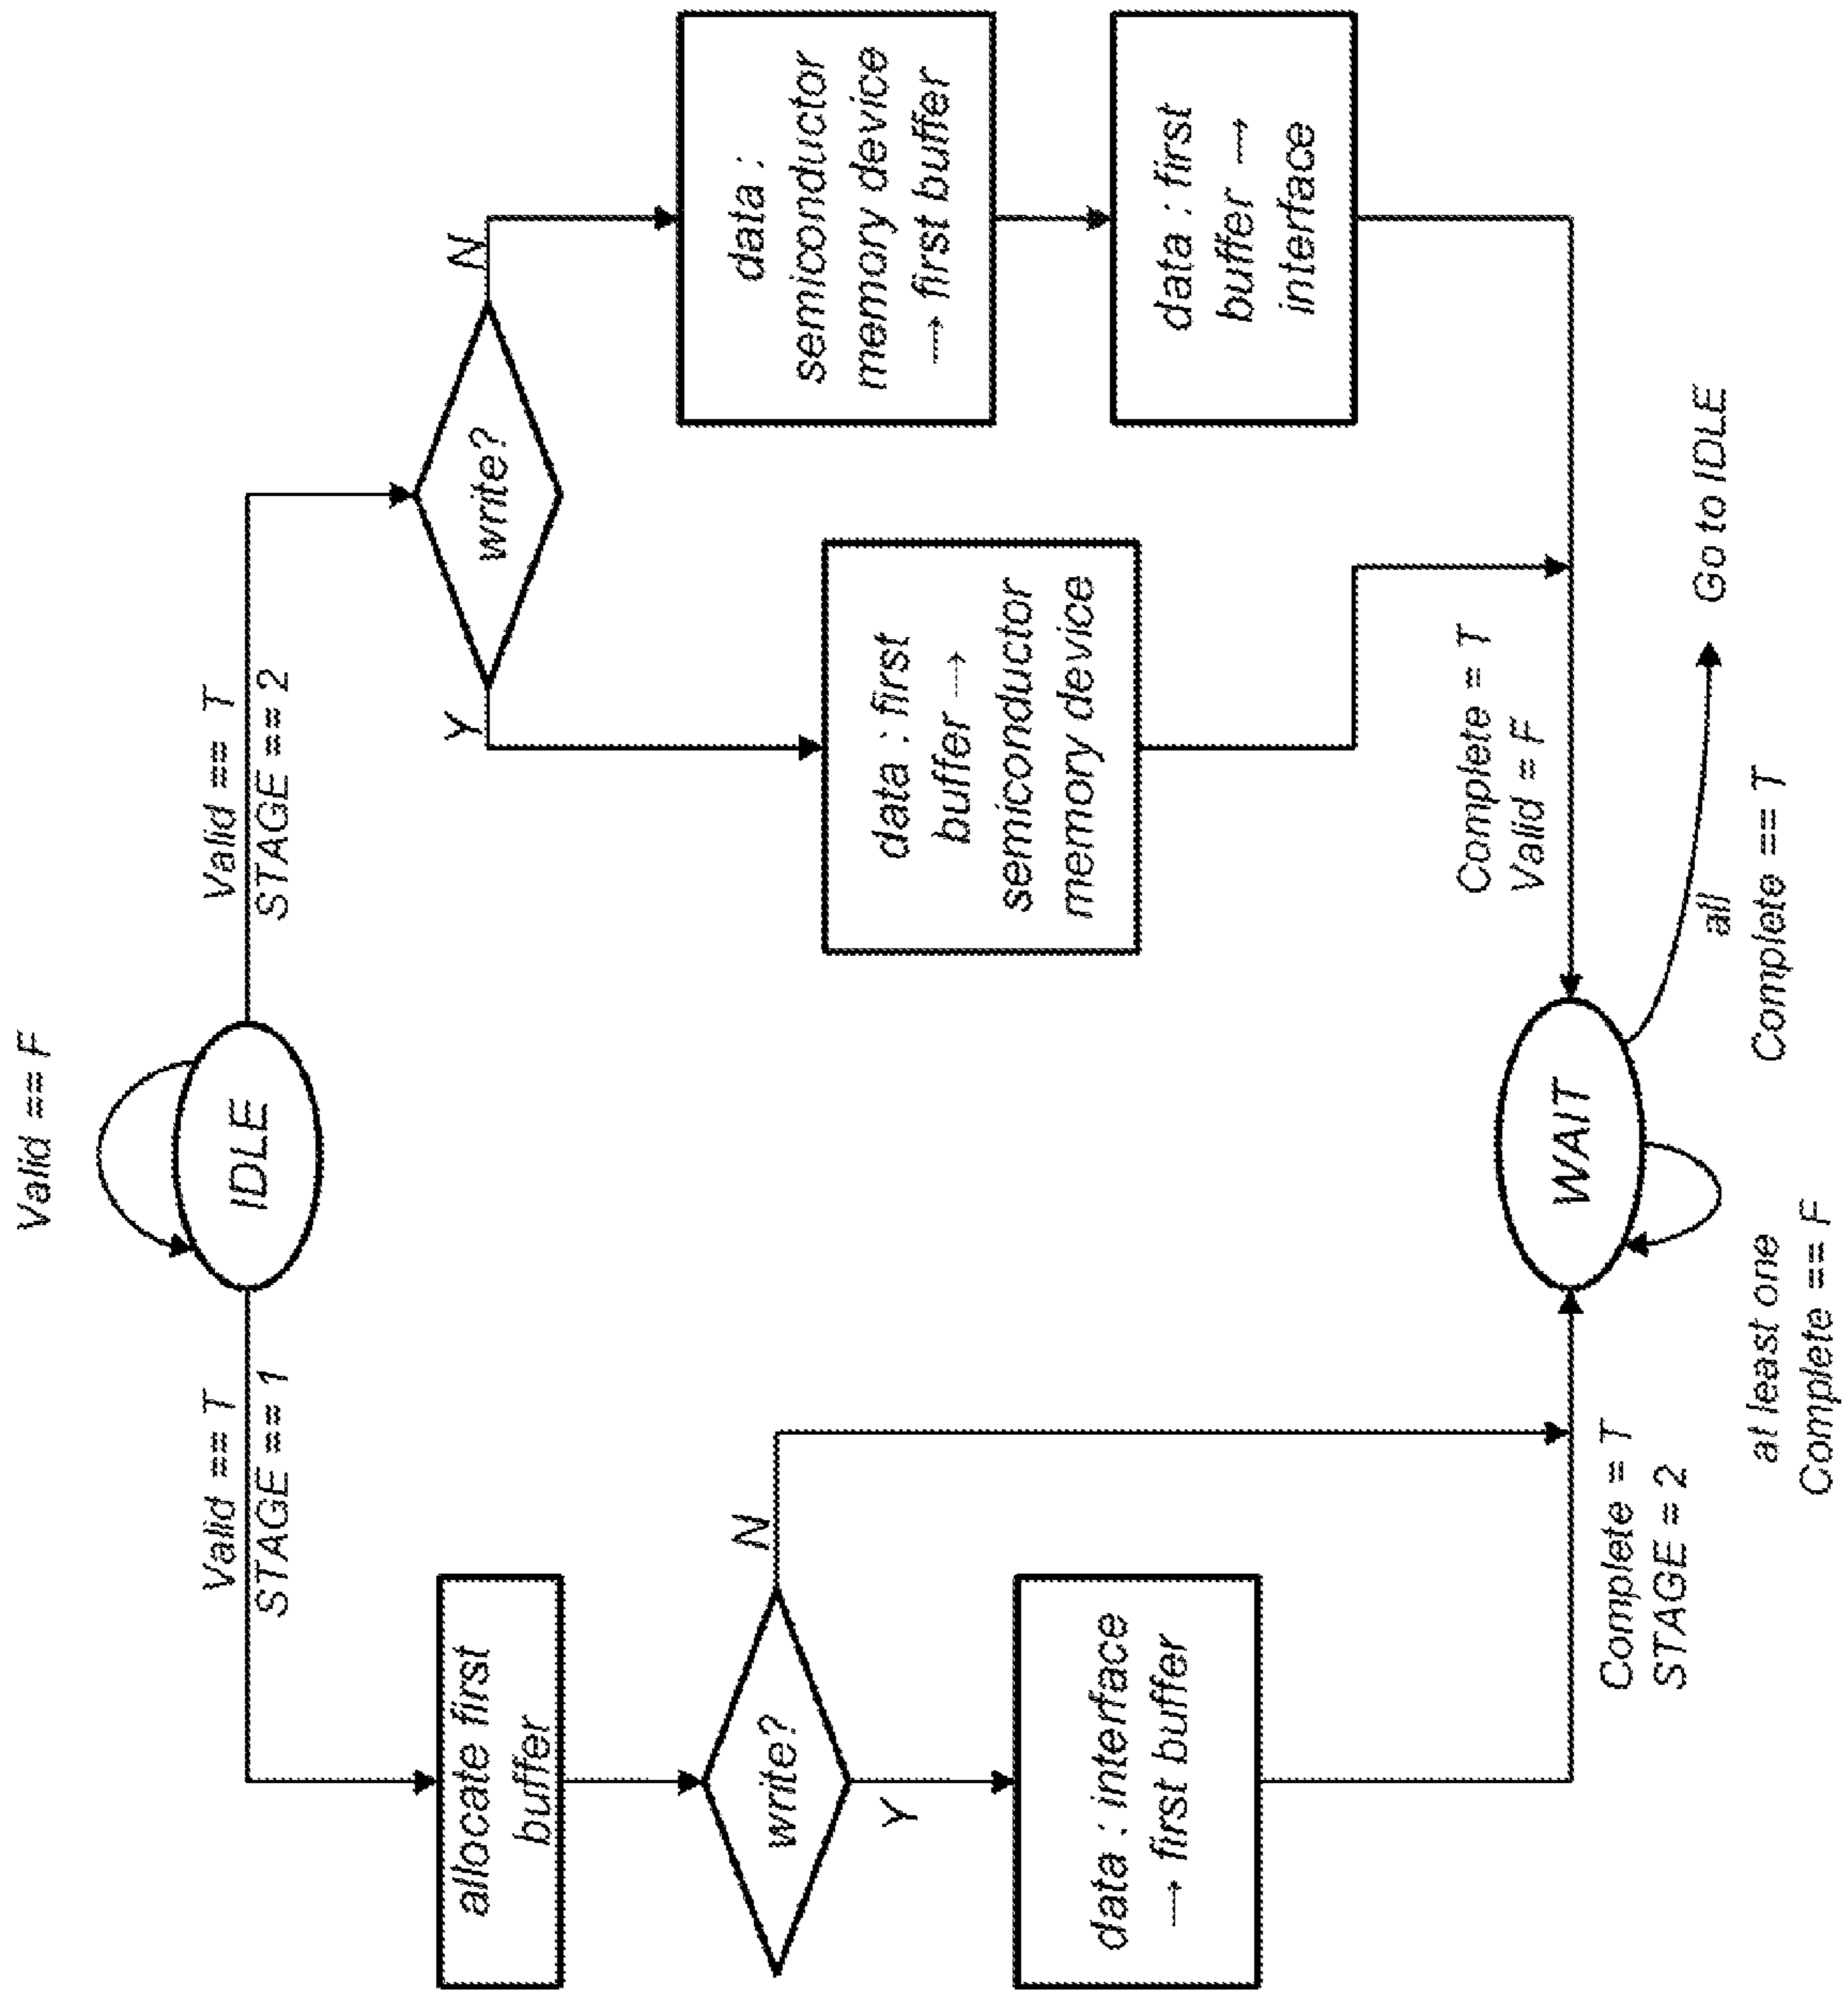 Valid == F
IDLE
Valid == T
STAGE == 1
Valid == T
STAGE == 2
allocate first
buffer
write?
Y
N
data : interface
→ first buffer
Complete = T
STAGE = 2
write?
Y
N
data : first
buffer →
semiconductor
memory device
data :
semiconductor
memory device
→ first buffer
data : first
buffer →
interface
Complete = T
Valid = F
WAIT
at least one
Complete == F
all
Complete == T
Go to IDLE